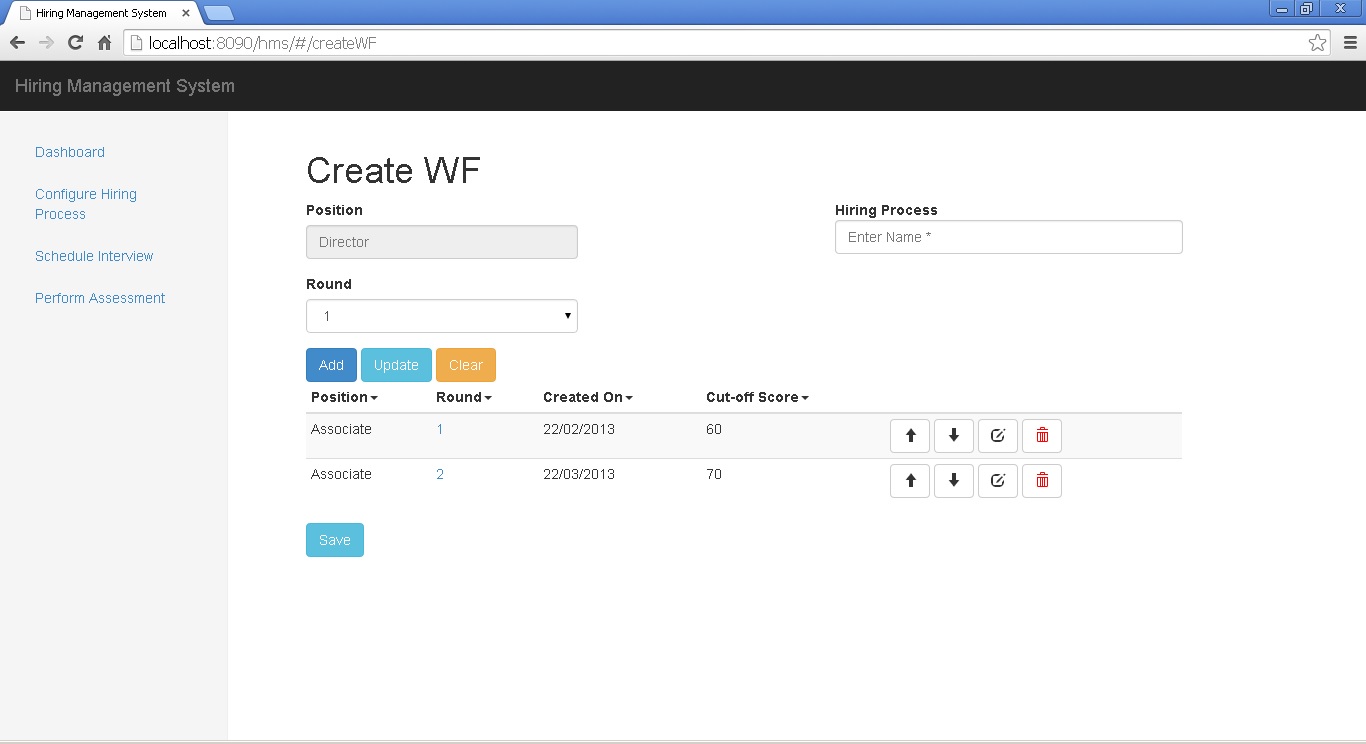 Hiring Management System
localhost:8090/hms/#/createWF
Hiring Management System
Dashboard
Configure Hiring
Process
Schedule Interview
Perform Assessment
Create WF
Position
Director
Hiring Process
Enter Name *
Round
1
Add Update Clear
Position Round Created On Cut-off Score
Associate 1 22/02/2013 60
Associate 2 22/03/2013 70
Save